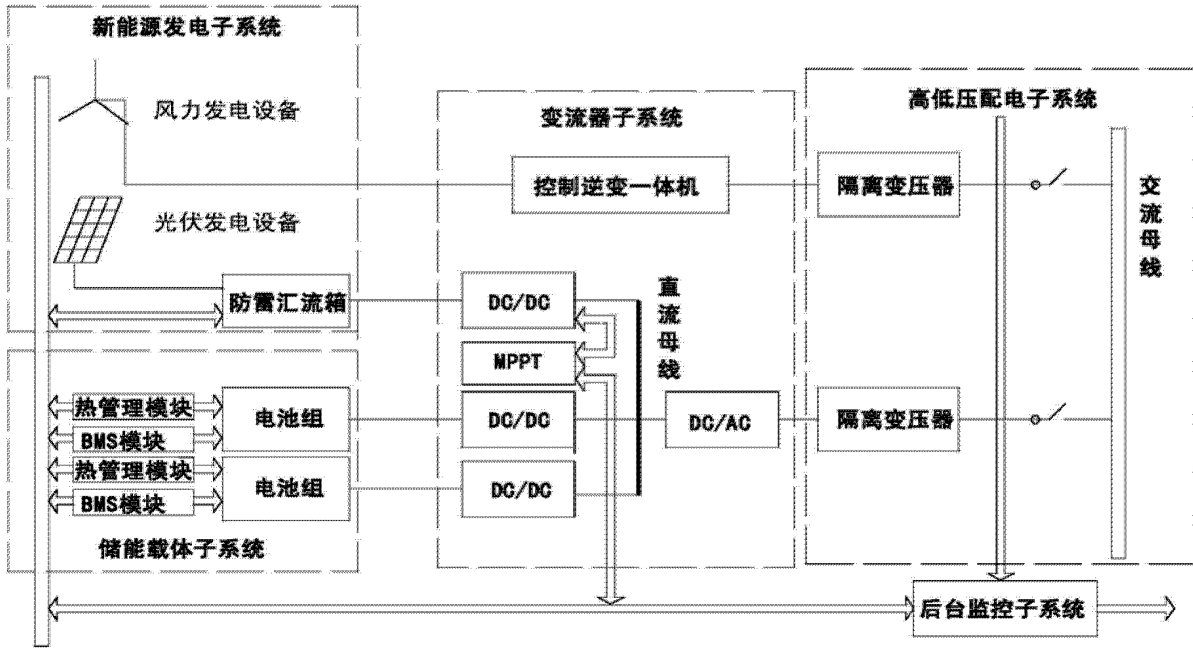 新能源发电子系统
风力发电设备
光伏发电设备
防雷汇流箱
热管理模块
BMS模块
热管理模块
BMS模块
电池组
电池组
储能载体子系统
变流器子系统
控制逆变一体机
DC/DC
MPPT
DC/DC
DC/DC
直流母线
DC/AC
高低压配电子系统
隔离变压器
隔离变压器
交流母线
后台监控子系统